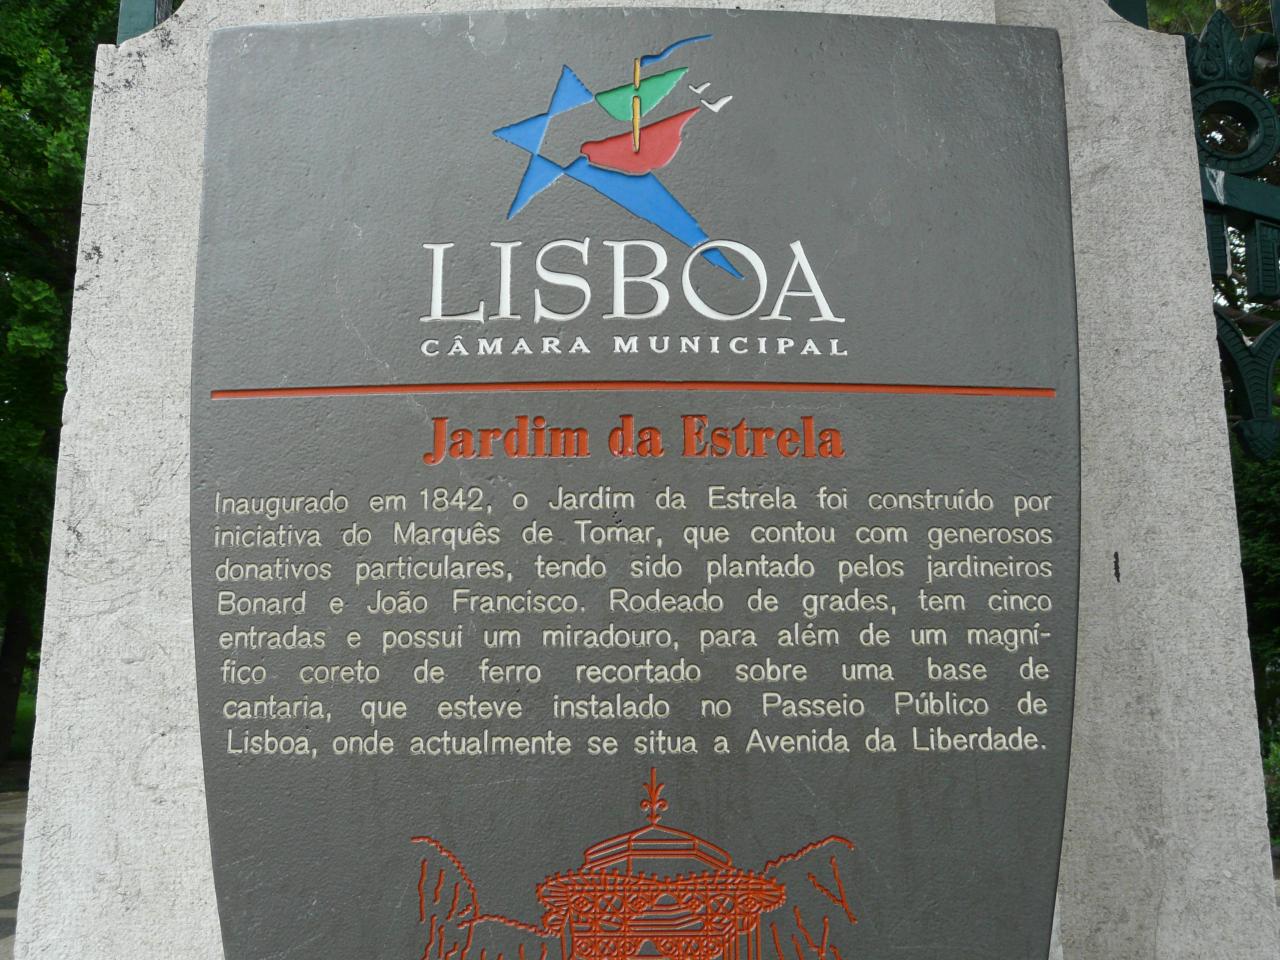 LISBOA
CÂMARA MUNICIPAL
Jardim da Estrela
Inaugurado em 1842, o Jardim da Estrela foi construído por
iniciativa do Marquês de Tomar, que contou com generosos
donativos particulares, tendo sido plantado pelos jardineiros
Bonard e João Francisco. Rodeado de grades, tem cinco
entradas e possui um miradouro, para além de um magní-
fico coreto de ferro recortado sobre uma base de
cantaria, que esteve instalado no Passeio Público de
Lisboa, onde actualmente se situa a Avenida da Liberdade.